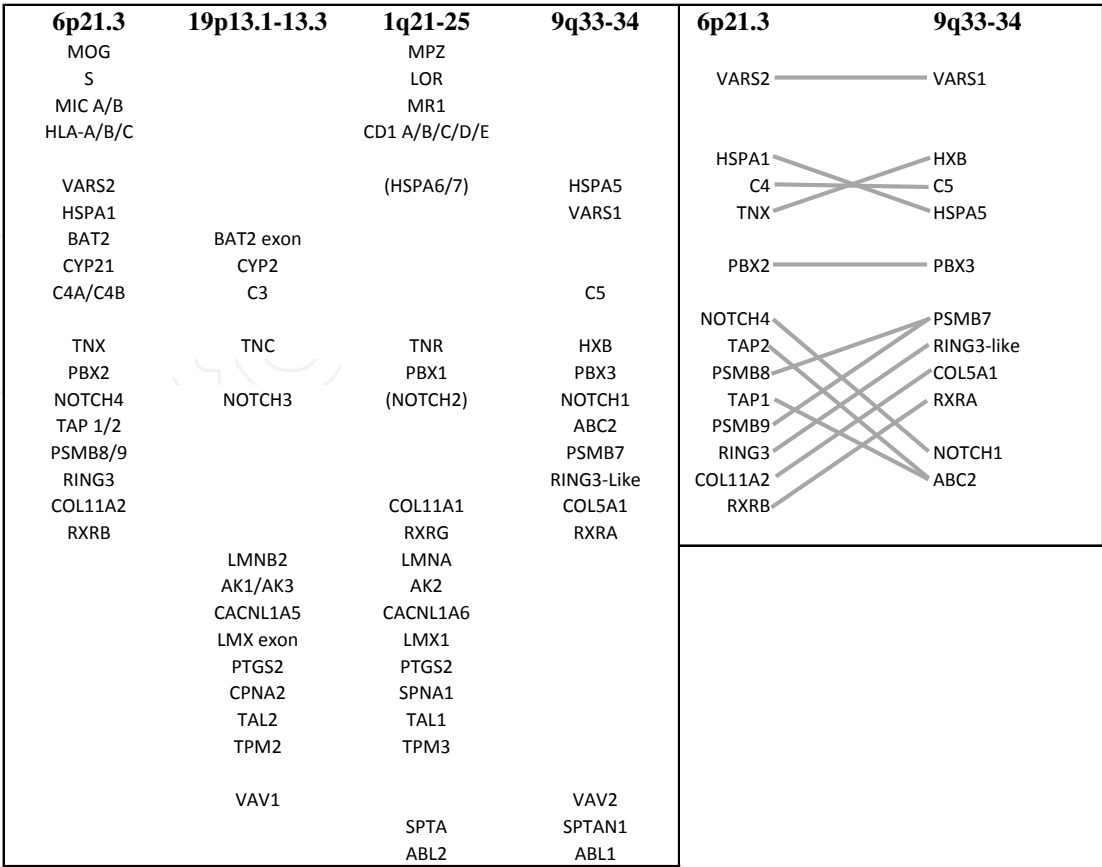 6p21.3 19p13.1-13.3 1q21-25 9q33-34
MOG MPZ
S LOR
MIC A/B MR1
HLA-A/B/C CD1 A/B/C/D/E
VARS2 (HSPA6/7) HSPA5
HSPA1 VARS1
BAT2 BAT2 exon
CYP21 CYP2
C4A/C4B C3 C5
TNX TNC TNR HXB
PBX2 PBX1 PBX3
NOTCH4 NOTCH3 (NOTCH2) NOTCH1
TAP 1/2 ABC2
PSMB8/9 PSMB7
RING3 RING3-Like
COL11A2 COL11A1 COL5A1
RXRB RXRG RXRA
LMNB2 LMNA
AK1/AK3 AK2
CACNL1A5 CACNL1A6
LMX exon LMX1
PTGS2 PTGS2
CPNA2 SPNA1
TAL2 TAL1
TPM2 TPM3
VAV1 VAV2
SPTA SPTAN1
ABL2 ABL1
6p21.3 9q33-34
VARS2 VARS1
HSPA1 HXB
C4 C5
TNX HSPA5
PBX2 PBX3
NOTCH4 PSMB7
TAP2 RING3-like
PSMB8 COL5A1
TAP1 RXRA
PSMB9
RING3 NOTCH1
COL11A2 ABC2
RXRB